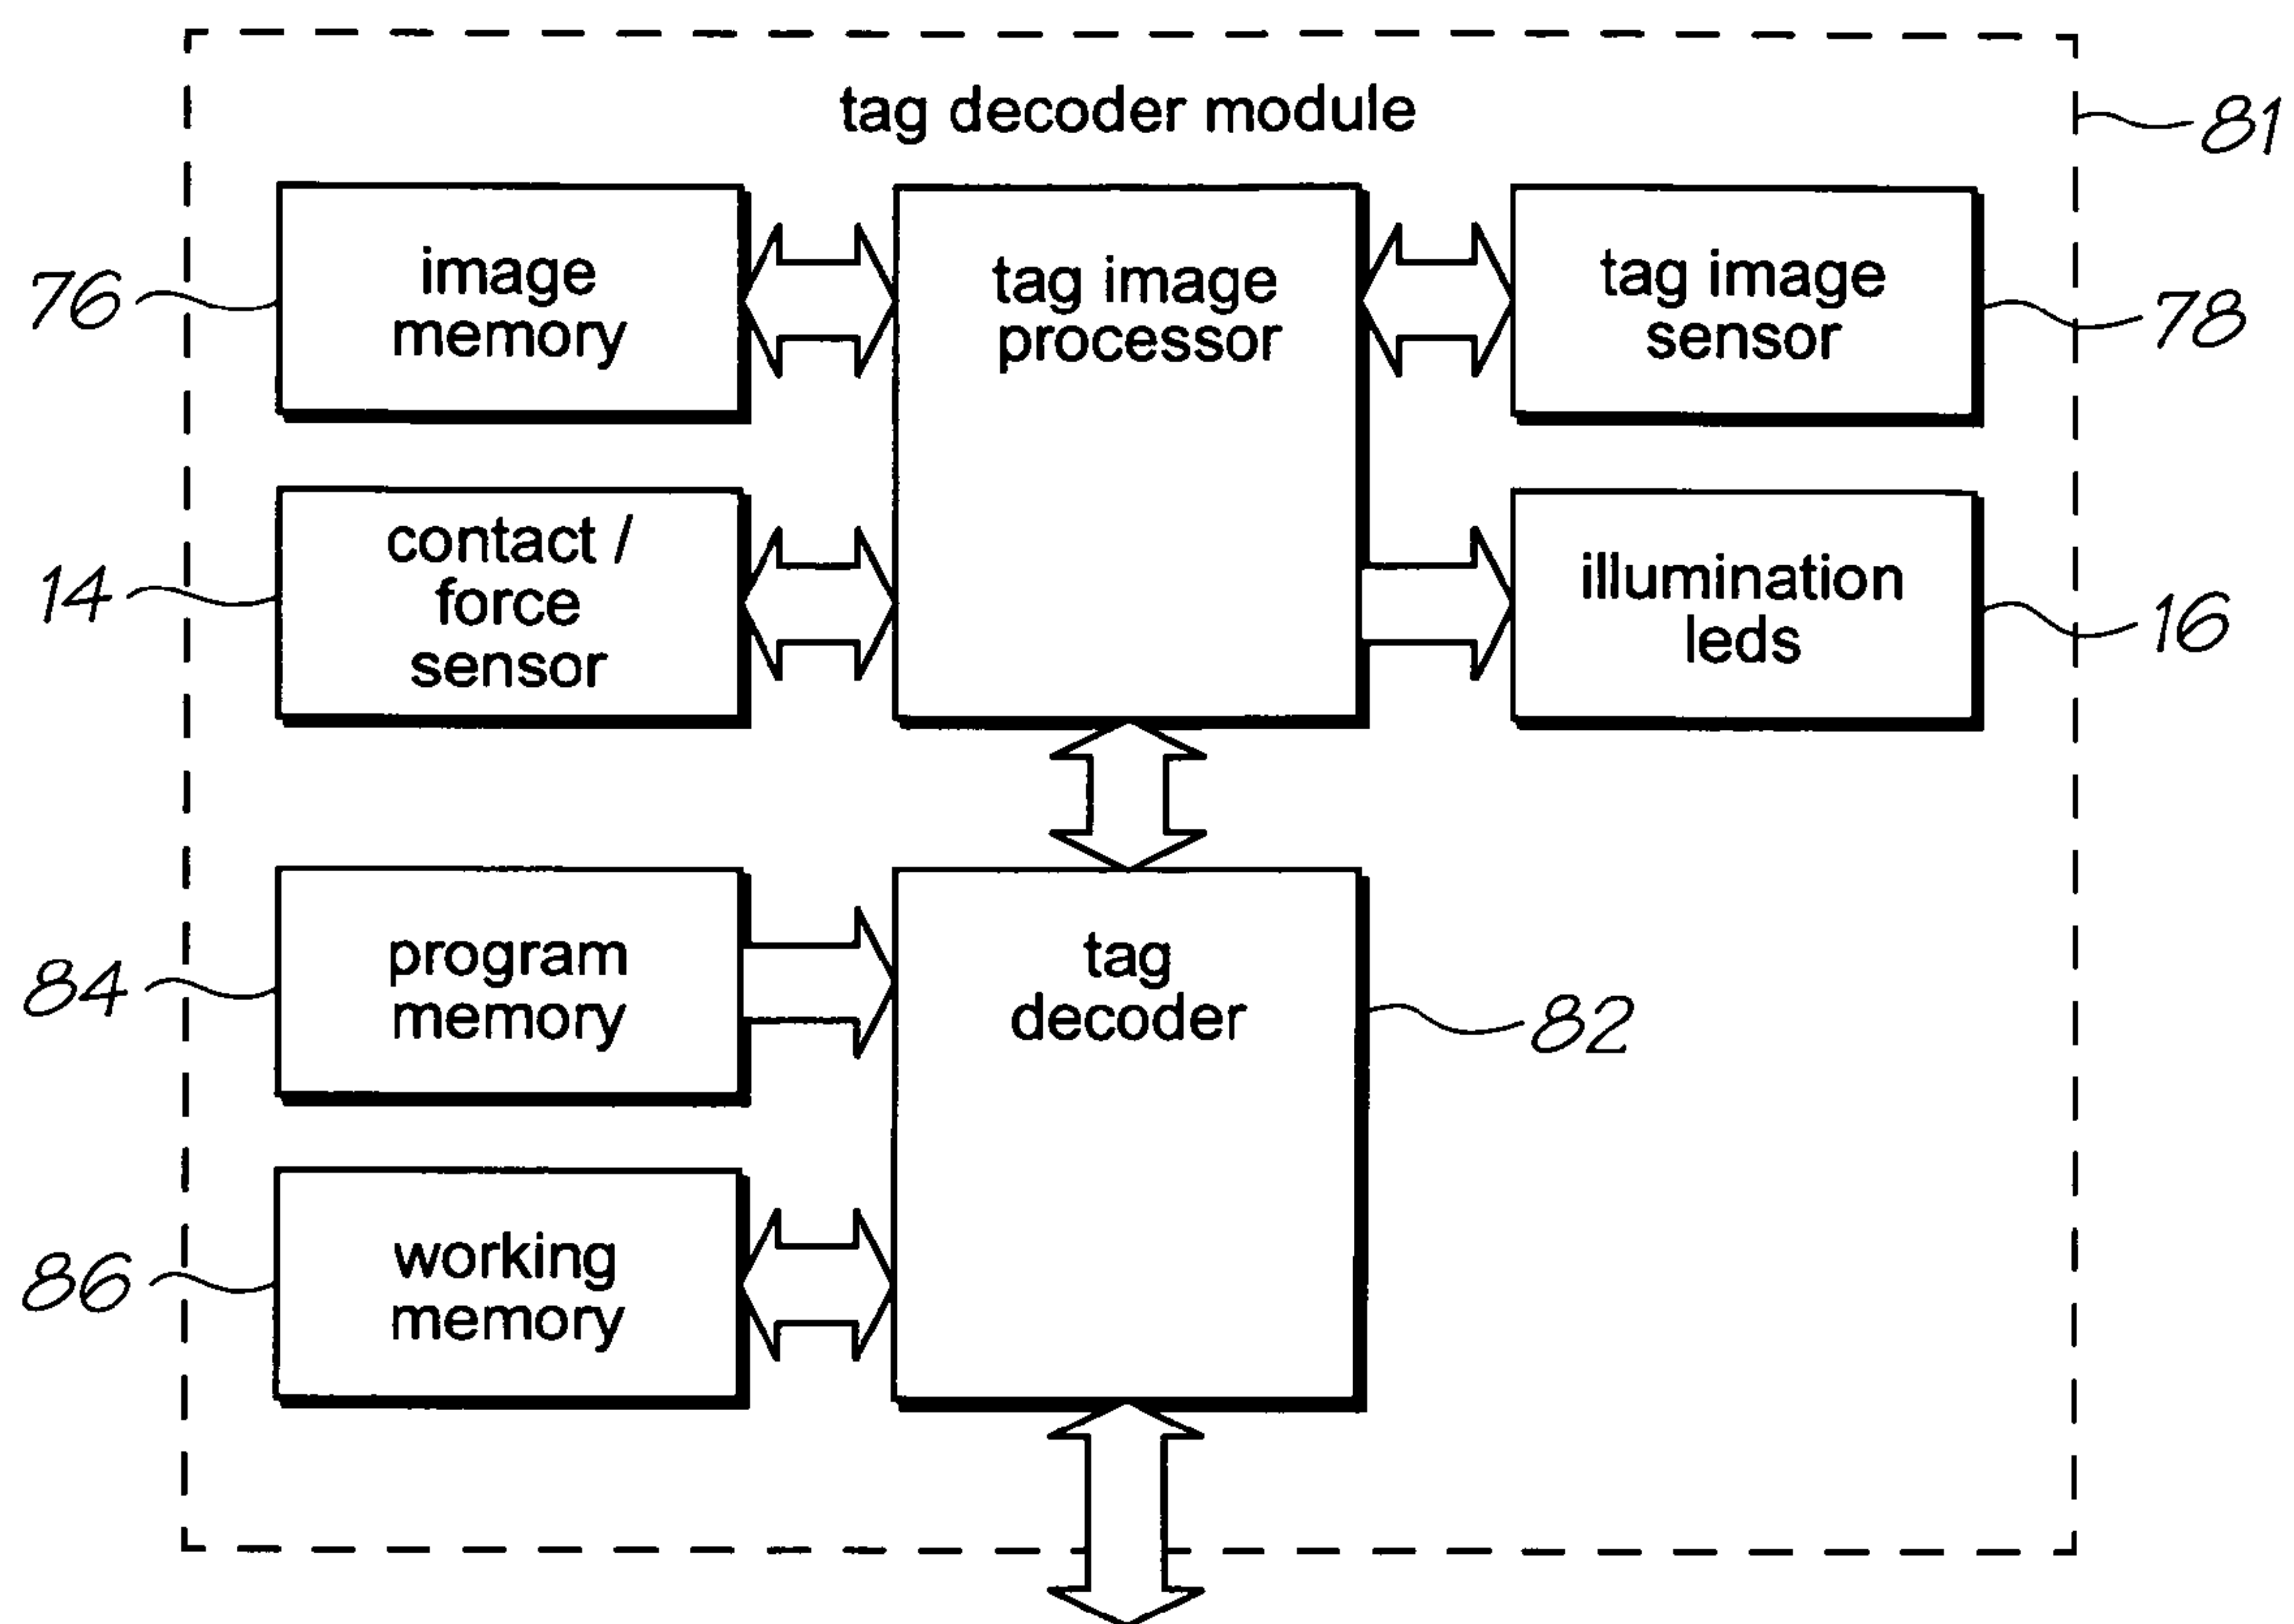 tag decoder module
81
image
memory
76
tag image
processor
tag image
sensor
78
contact /
force
sensor
14
illumination
leds
16
program
memory
84
tag
decoder
82
working
memory
86